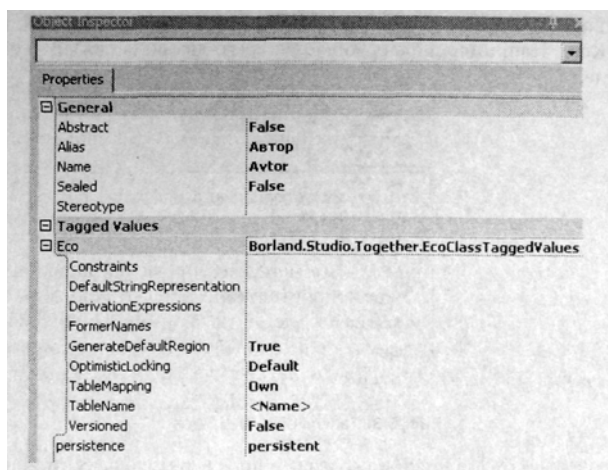 Object Inspector
Properties
General
Abstract False
Alias Автор
Name Avtor
Sealed False
Stereotype
Tagged Values
Eco Borland.Studio.Together.EcoClassTaggedValues
Constraints
DefaultStringRepresentation
DerivationExpressions
FormerNames
GenerateDefaultRegion True
OptimisticLocking Default
TableMapping Own
TableName <Name>
Versioned False
persistence persistent